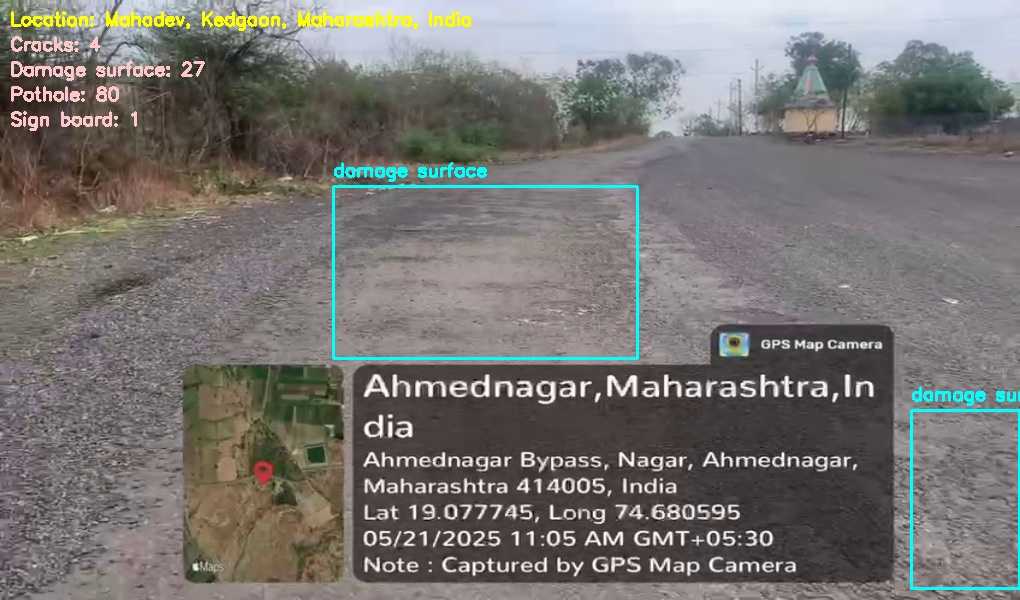 Location: Mahadev, Kedgaon, Maharashtra, India
Cracks: 4
Damage surface: 27
Pothole: 80
Sign board: 1
damage surface
GPS Map Camera
damage sur
Ahmednagar,Maharashtra,In
dia
Ahmednagar Bypass, Nagar, Ahmednagar,
Maharashtra 414005, India
Lat 19.077745, Long 74.680595
05/21/2025 11:05 AM GMT+05:30
Note : Captured by GPS Map Camera
Maps